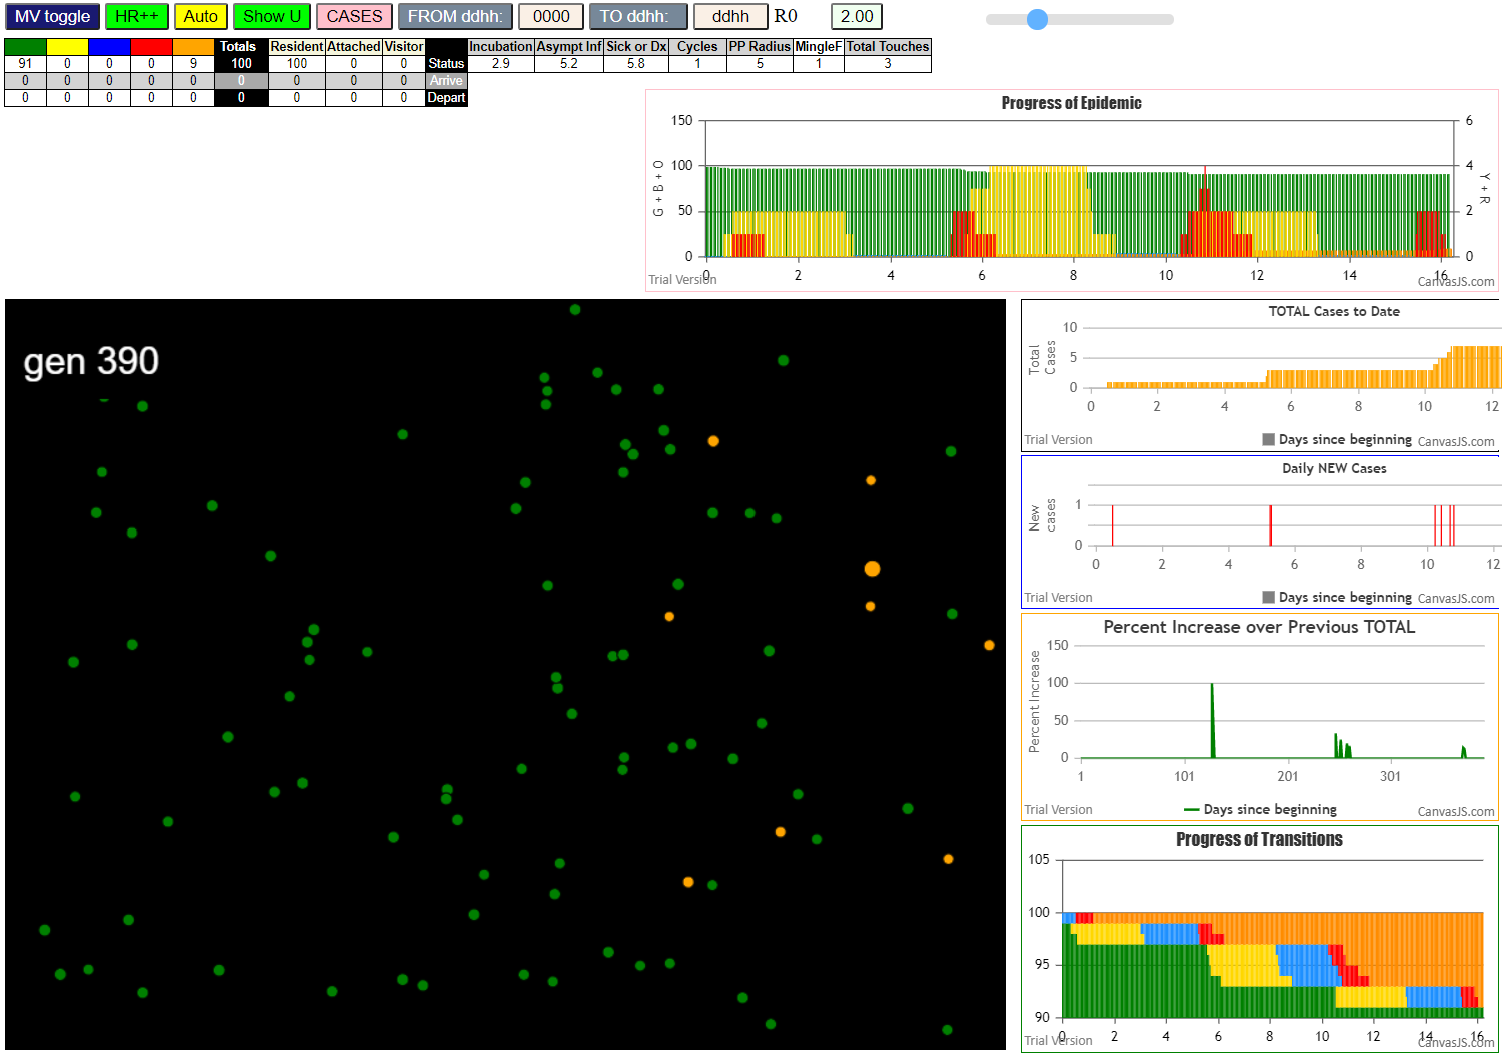 MV toggle HR++ Auto Show U CASES FROM ddhh: 0000 TO ddhh: ddhh R0 2.00
Totals Resident Attached Visitor Incubation Asympt Inf Sick or Dx Cycles PP Radius MingleF Total Touches
91 0 0 0 9 100 100 0 0 Status 2.9 5.2 5.8 1 5 1 3
0 0 0 0 0 0 0 0 0 Arrive
0 0 0 0 0 0 0 0 0 Depart
Progress of Epidemic
150 6
100 4
50 2
0 0
G + B + O
Y + R
0 2 4 6 8 10 12 14 16
Trial Version CanvasJS.com
gen 390
TOTAL Cases to Date
Total Cases
10
5
0
0 2 4 6 8 10 12
Days since beginning
Trial Version CanvasJS.com
Daily NEW Cases
New cases
1
0
0 2 4 6 8 10 12
Days since beginning
Trial Version CanvasJS.com
Percent Increase over Previous TOTAL
Percent Increase
150
100
50
0
1 101 201 301
Days since beginning
Trial Version CanvasJS.com
Progress of Transitions
105
100
95
90
0 2 4 6 8 10 12 14 16
Trial Version CanvasJS.com